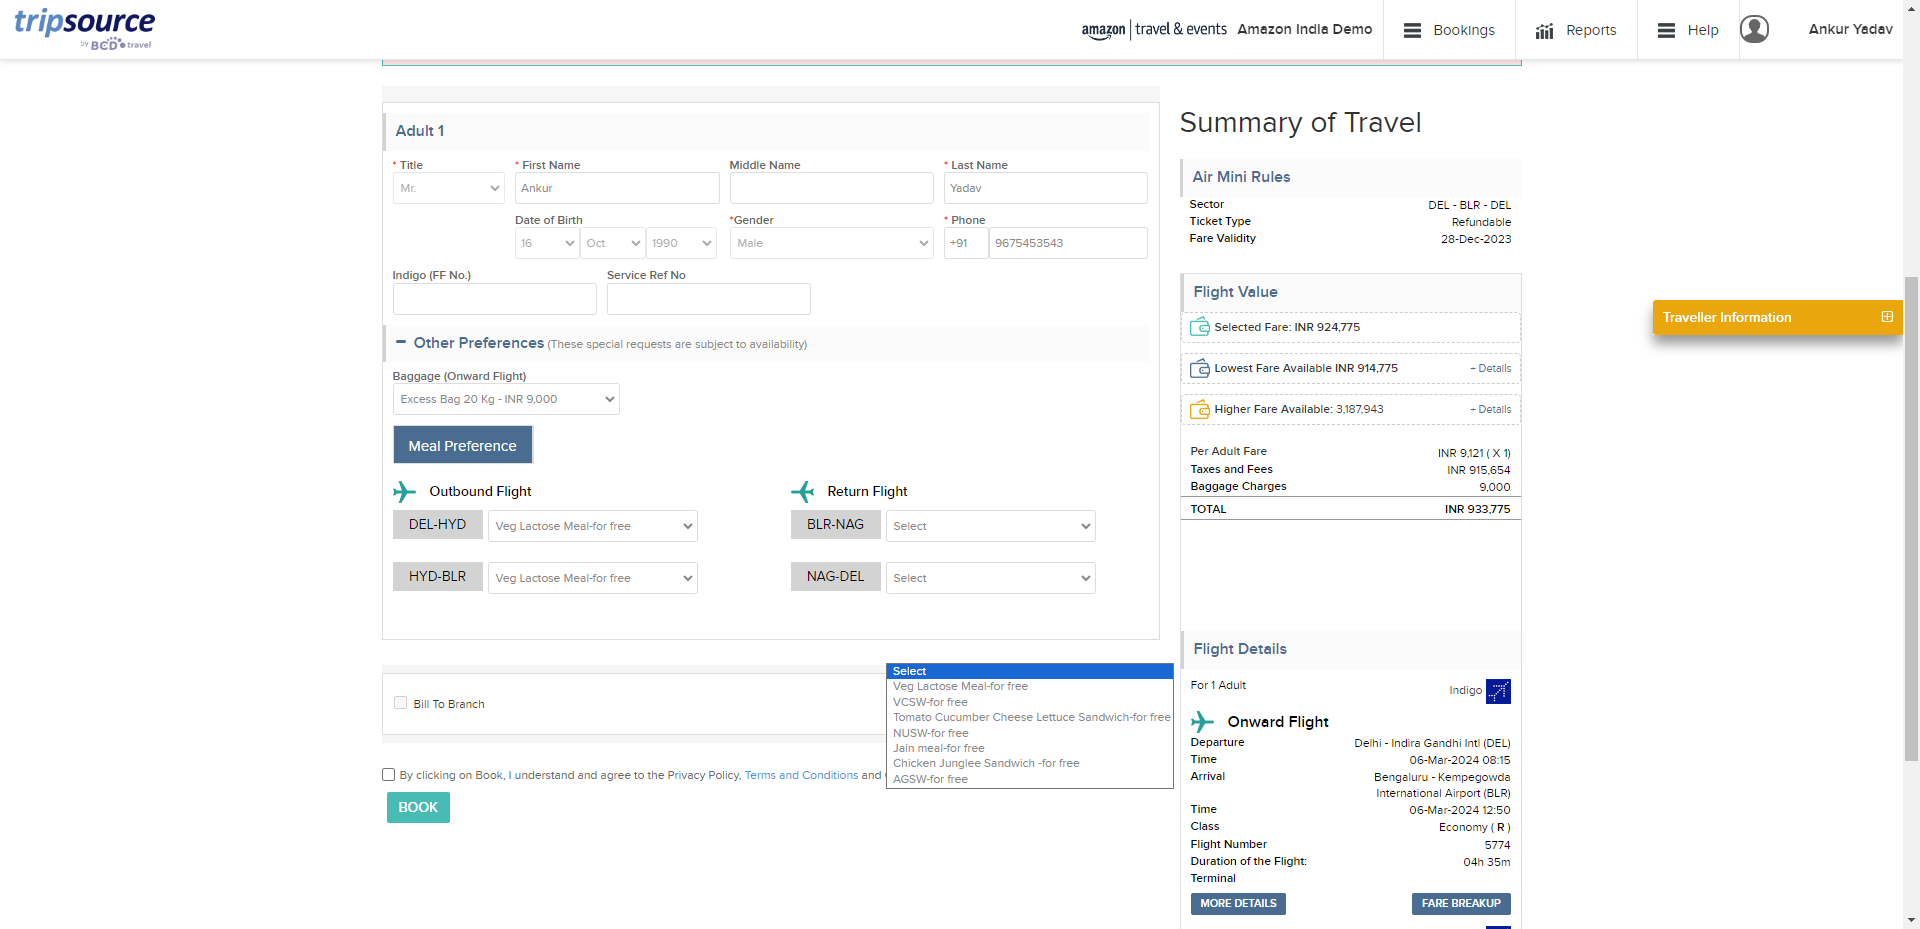 tripsource
by BCD travel
amazon travel & events Amazon India Demo
Bookings
Reports
Help
Ankur Yadav
Adult 1
* Title
* First Name
Middle Name
* Last Name
Mr.
Ankur
Yadav
Date of Birth
*Gender
* Phone
16 Oct 1990
Male
+91 9675453543
Indigo (FF No.)
Service Ref No
Other Preferences (These special requests are subject to availability)
Baggage (Onward Flight)
Excess Bag 20 Kg - INR 9,000
Meal Preference
Outbound Flight
Return Flight
DEL-HYD Veg Lactose Meal-for free
BLR-NAG Select
HYD-BLR Veg Lactose Meal-for free
NAG-DEL Select
Select
Veg Lactose Meal-for free
VCSW-for free
Tomato Cucumber Cheese Lettuce Sandwich-for free
NUSW-for free
Jain meal-for free
Chicken Junglee Sandwich -for free
AGSW-for free
Bill To Branch
By clicking on Book, I understand and agree to the Privacy Policy, Terms and Conditions and
BOOK
Summary of Travel
Air Mini Rules
Sector DEL - BLR - DEL
Ticket Type Refundable
Fare Validity 28-Dec-2023
Flight Value
Selected Fare: INR 924,775
Lowest Fare Available INR 914,775 + Details
Higher Fare Available: 3,187,943 + Details
Per Adult Fare INR 9,121 ( X 1)
Taxes and Fees INR 915,654
Baggage Charges 9,000
TOTAL INR 933,775
Flight Details
For 1 Adult Indigo
Onward Flight
Departure Delhi - Indira Gandhi Intl (DEL)
Time 06-Mar-2024 08:15
Arrival Bengaluru - Kempegowda
International Airport (BLR)
Time 06-Mar-2024 12:50
Class Economy ( R )
Flight Number 5774
Duration of the Flight: 04h 35m
Terminal
MORE DETAILS
FARE BREAKUP
Traveller Information